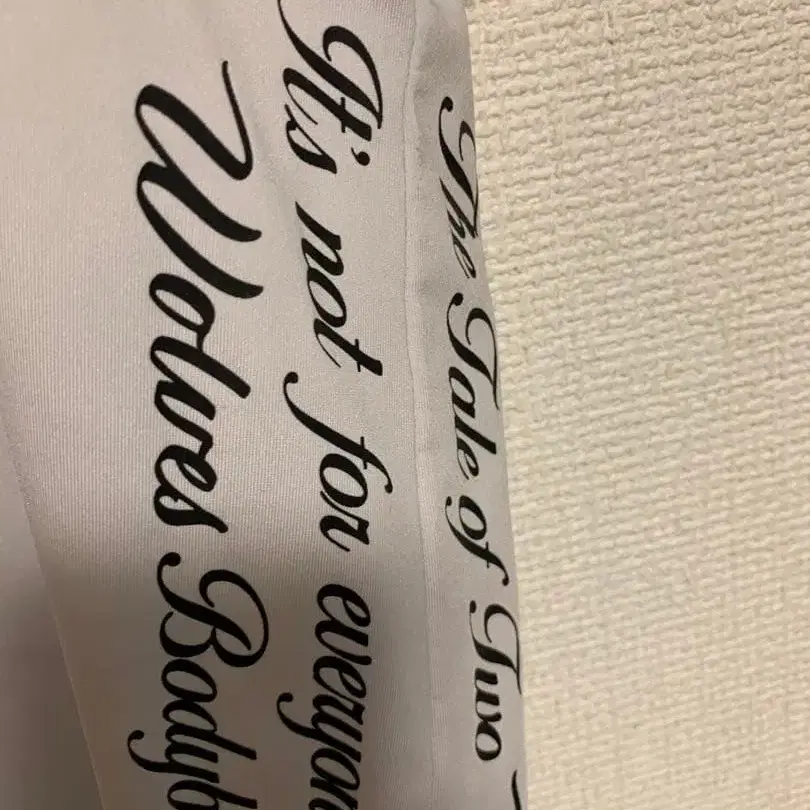 The Tale of Two
It's not for everyon
Wolves Bodyb